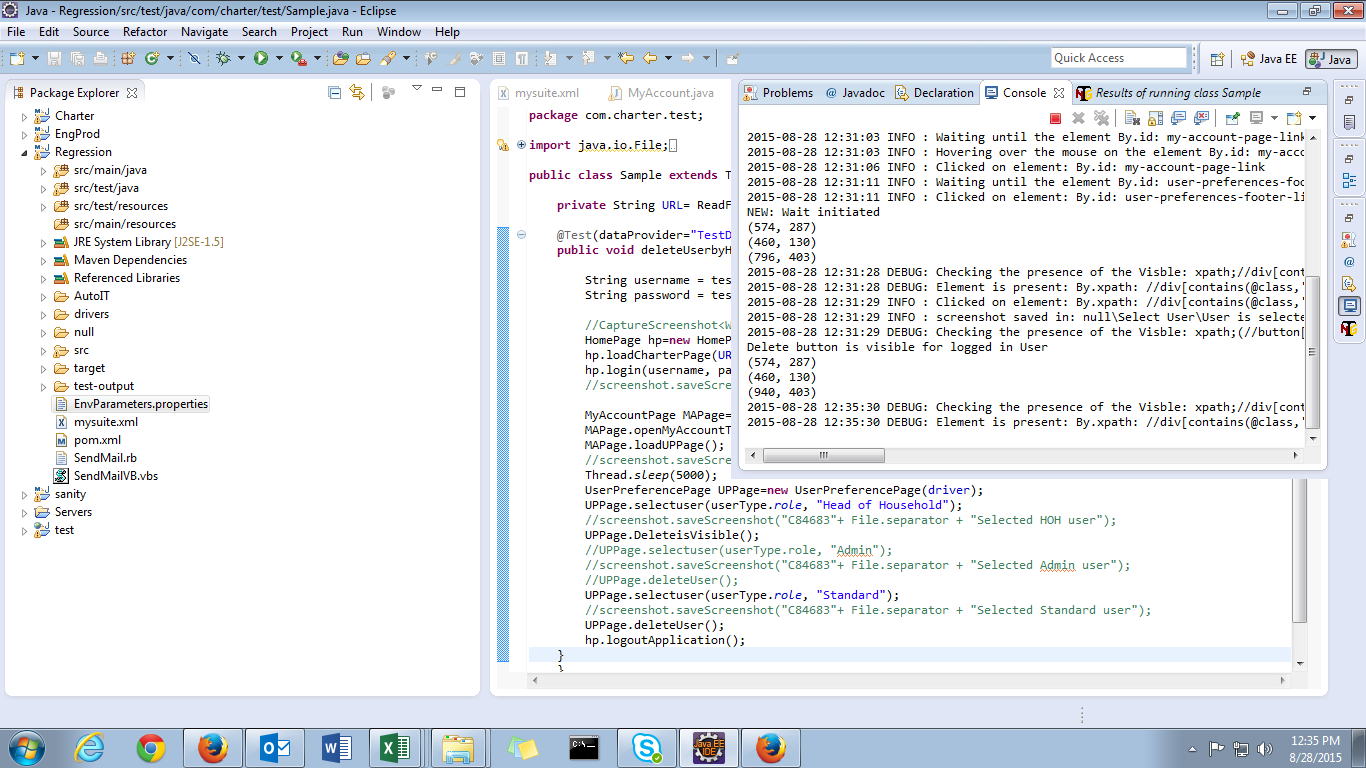 Java - Regression/src/test/java/com/charter/test/Sample.java - Eclipse
File Edit Source Refactor Navigate Search Project Run Window Help
Quick Access
Java EE
Java
Package Explorer
Charter
EngProd
Regression
src/main/java
src/test/java
src/test/resources
src/main/resources
JRE System Library [J2SE-1.5]
Maven Dependencies
Referenced Libraries
AutoIT
drivers
null
src
target
test-output
EnvParameters.properties
mysuite.xml
pom.xml
SendMail.rb
SendMailVB.vbs
sanity
Servers
test
mysuite.xml
MyAccount.java
package com.charter.test;
import java.io.File;
public class Sample extends T
private String URL= ReadF
@Test(dataProvider="TestD
public void deleteUserbyH
String username = tes
String password = tes
//CaptureScreenshot<W
HomePage hp=new HomeP
hp.loadCharterPage(UR
hp.login(username, pa
//screenshot.saveScre
MyAccountPage MAPage=
MAPage.openMyAccountT
MAPage.loadUPPage();
//screenshot.saveScre
Thread.sleep(5000);
UserPreferencePage UPPage=new UserPreferencePage(driver);
UPPage.selectuser(userType.role, "Head of Household");
//screenshot.saveScreenshot("C84683"+ File.separator + "Selected HOH user");
UPPage.DeleteisVisible();
//UPPage.selectuser(userType.role, "Admin");
//screenshot.saveScreenshot("C84683"+ File.separator + "Selected Admin user");
//UPPage.deleteUser();
UPPage.selectuser(userType.role, "Standard");
//screenshot.saveScreenshot("C84683"+ File.separator + "Selected Standard user");
UPPage.deleteUser();
hp.logoutApplication();
}
}
Problems @ Javadoc Declaration Console Results of running class Sample
2015-08-28 12:31:03 INFO : Waiting until the element By.id: my-account-page-link
2015-08-28 12:31:03 INFO : Hovering over the mouse on the element By.id: my-acco
2015-08-28 12:31:06 INFO : Clicked on element: By.id: my-account-page-link
2015-08-28 12:31:11 INFO : Waiting until the element By.id: user-preferences-foo
2015-08-28 12:31:11 INFO : Clicked on element: By.id: user-preferences-footer-li
NEW: Wait initiated
(574, 287)
(460, 130)
(796, 403)
2015-08-28 12:31:28 DEBUG: Checking the presence of the Visble: xpath;//div[cont
2015-08-28 12:31:28 DEBUG: Element is present: By.xpath: //div[contains(@class,'
2015-08-28 12:31:29 INFO : Clicked on element: By.xpath: //div[contains(@class,'
2015-08-28 12:31:29 INFO : screenshot saved in: null\Select User\User is selecte
2015-08-28 12:31:29 DEBUG: Checking the presence of the Visble: xpath;(//button[
Delete button is visible for logged in User
(574, 287)
(460, 130)
(940, 403)
2015-08-28 12:35:30 DEBUG: Checking the presence of the Visble: xpath;//div[cont
2015-08-28 12:35:30 DEBUG: Element is present: By.xpath: //div[contains(@class,'
12:35 PM
8/28/2015